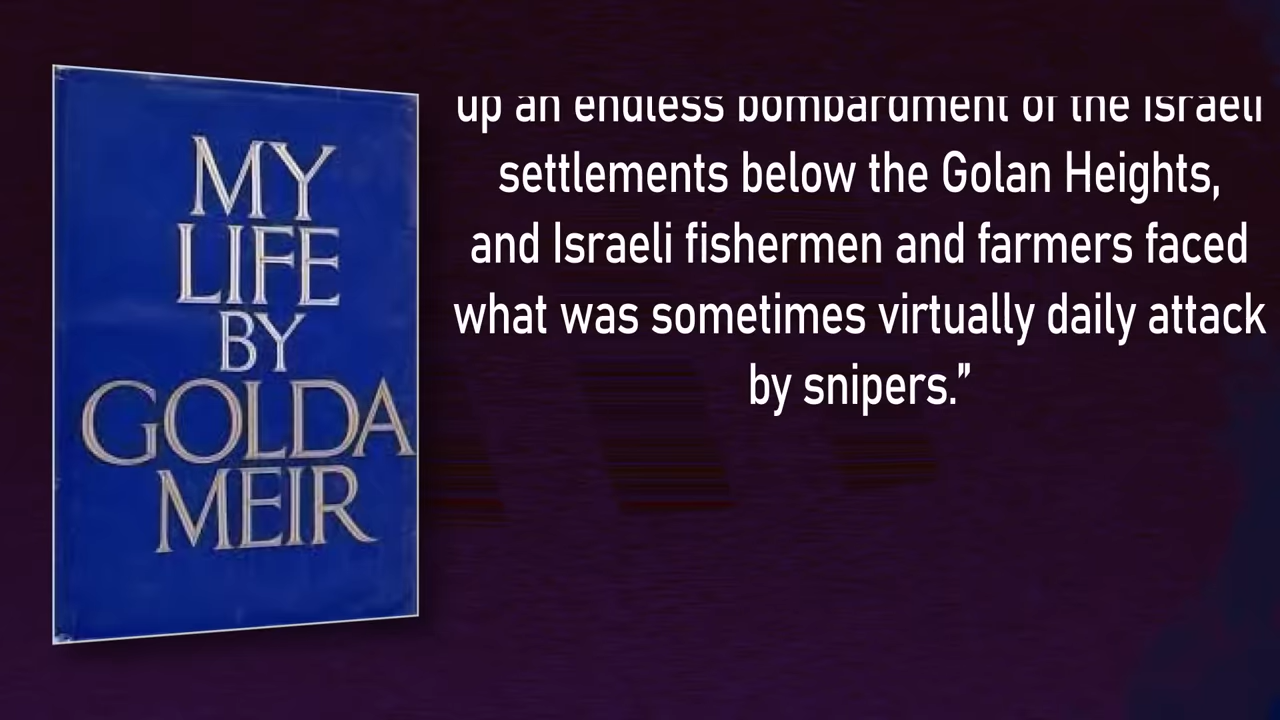 MY
LIFE
BY
GOLDA
MEIR
up an endless bombardment of the Israeli
settlements below the Golan Heights,
and Israeli fishermen and farmers faced
what was sometimes virtually daily attack
by snipers.”